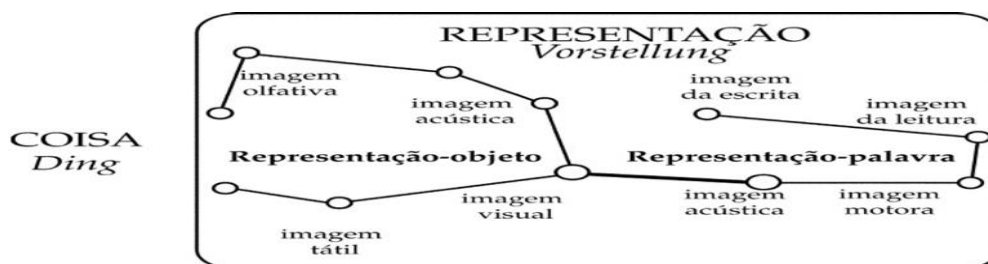 REPRESENTAÇÃO
Vorstellung
imagem
olfativa
imagem
acústica
imagem
da escrita
imagem
da leitura
COISA
Ding
Representação-objeto
Representação-palavra
imagem
tátil
imagem
visual
imagem
acústica
imagem
motora